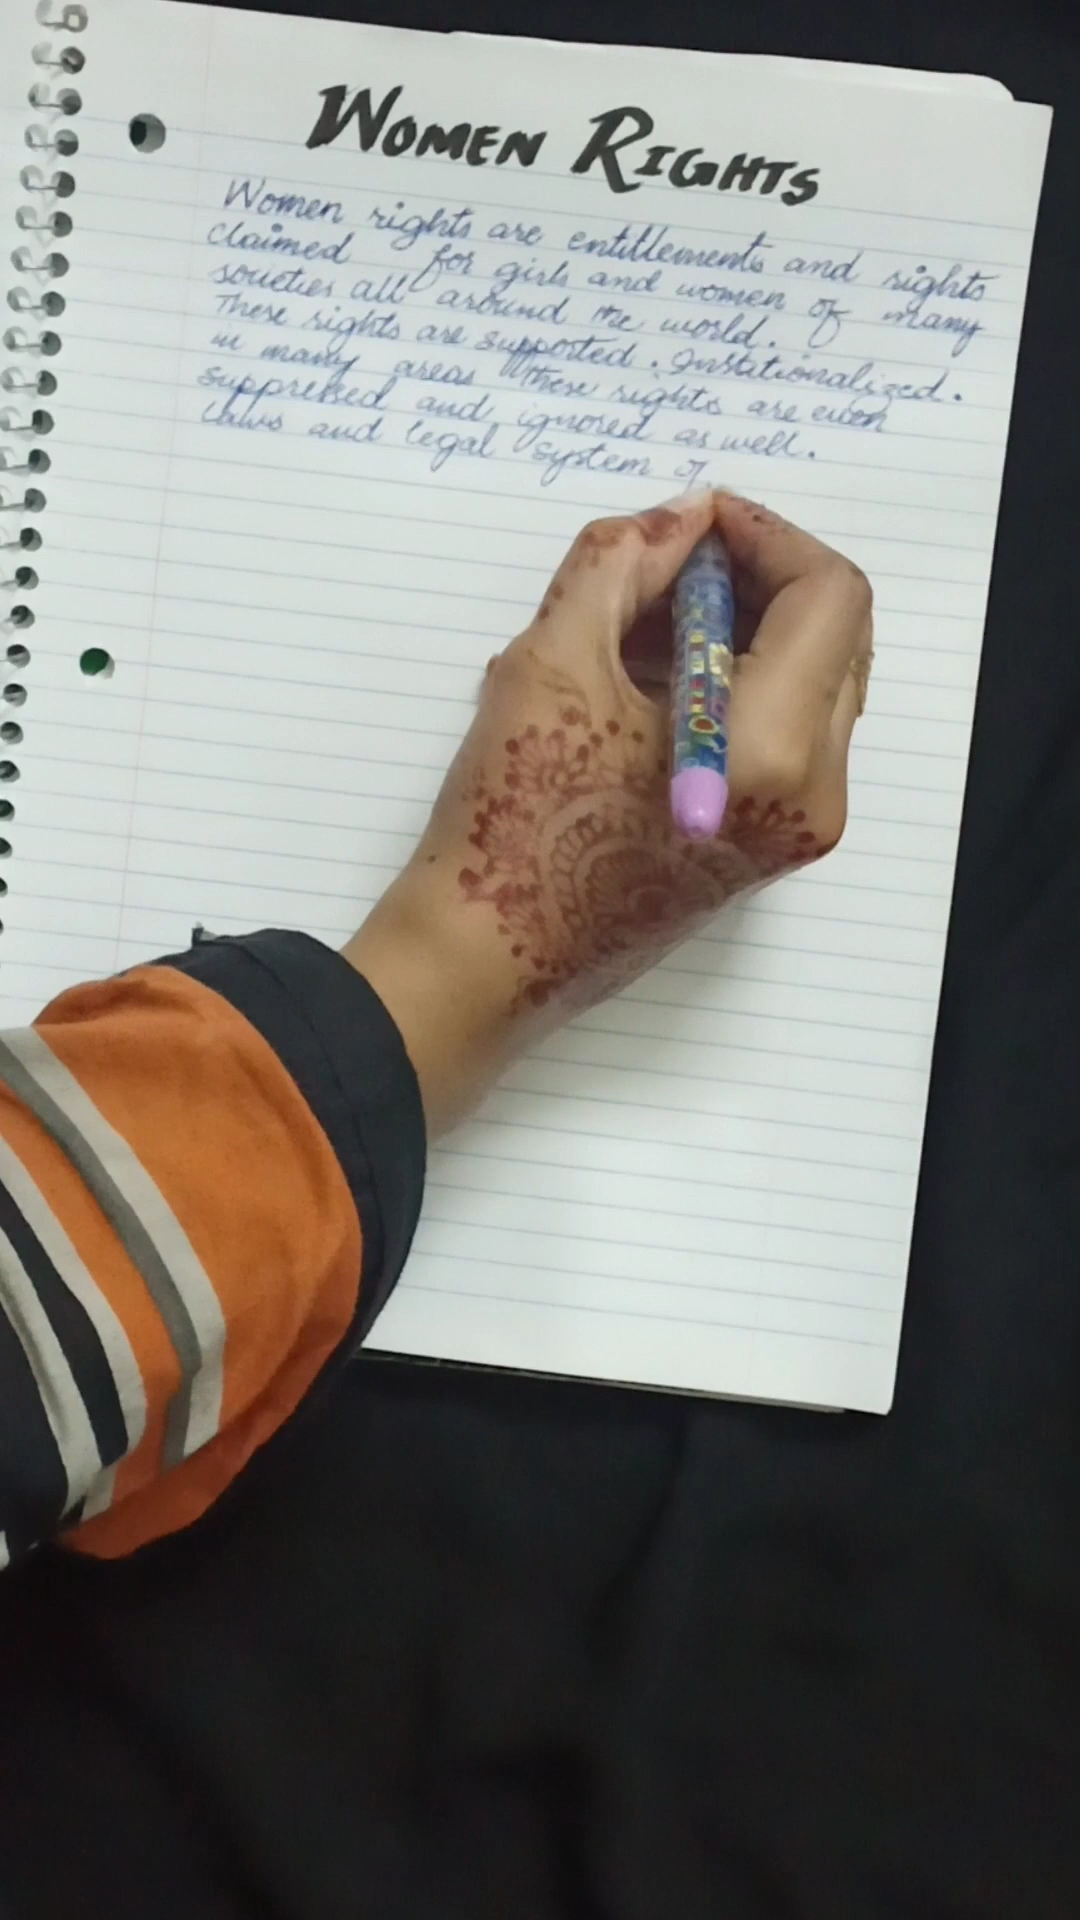 WOMEN RIGHTS
Women rights are entitlements and rights
claimed for girls and women of many
societies all around the world.
These rights are supported. Instationalized.
in many areas These rights are even
suppressed and ignored as well.
Laws and legal system of